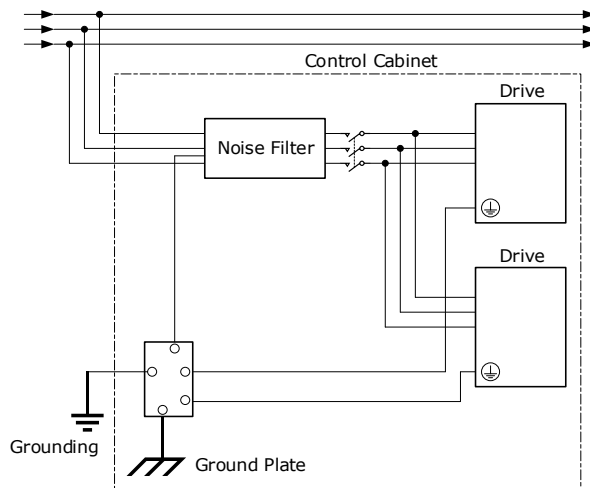 Control Cabinet
Drive
Noise Filter
Drive
Grounding
Ground Plate